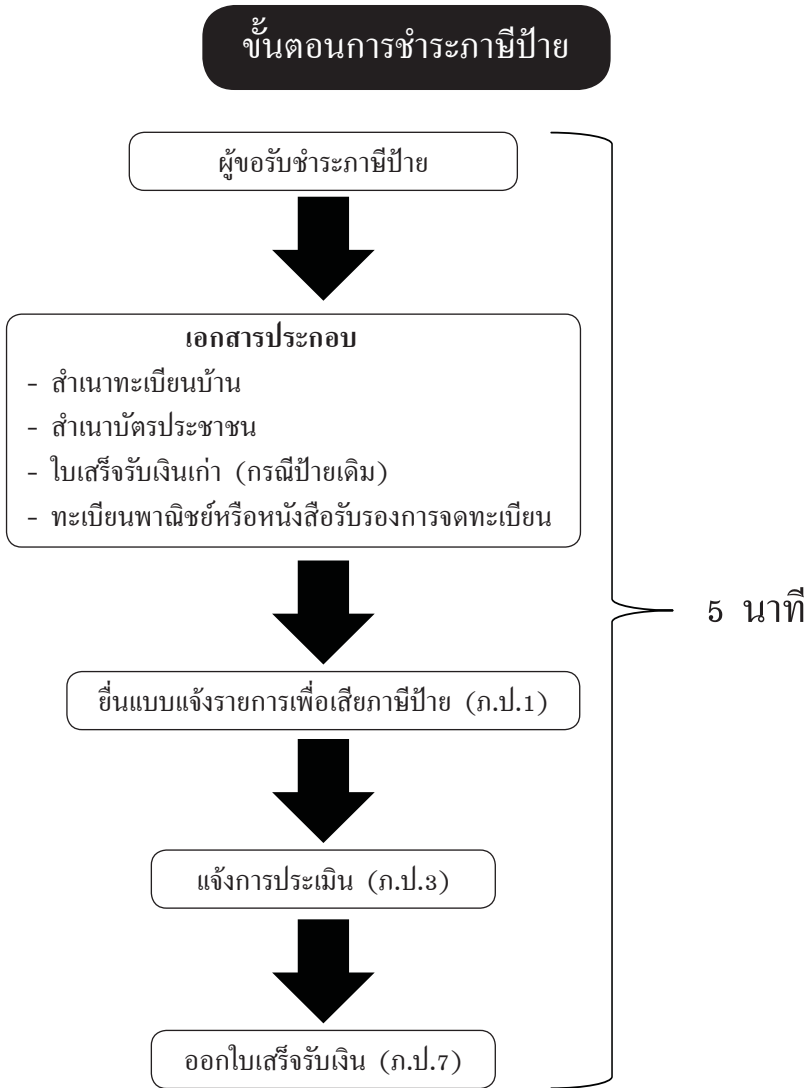 ขั้นตอนการชำระภาษีป้าย
ผู้ขอรับชำระภาษีป้าย
เอกสารประกอบ
- สำเนาทะเบียนบ้าน
- สำเนาบัตรประชาชน
- ใบเสร็จรับเงินเก่า (กรณีป้ายเดิม)
- ทะเบียนพาณิชย์หรือหนังสือรับรองการจดทะเบียน
5 นาที
ยื่นแบบแจ้งรายการเพื่อเสียภาษีป้าย (ภ.ป.1)
แจ้งการประเมิน (ภ.ป.3)
ออกใบเสร็จรับเงิน (ภ.ป.7)